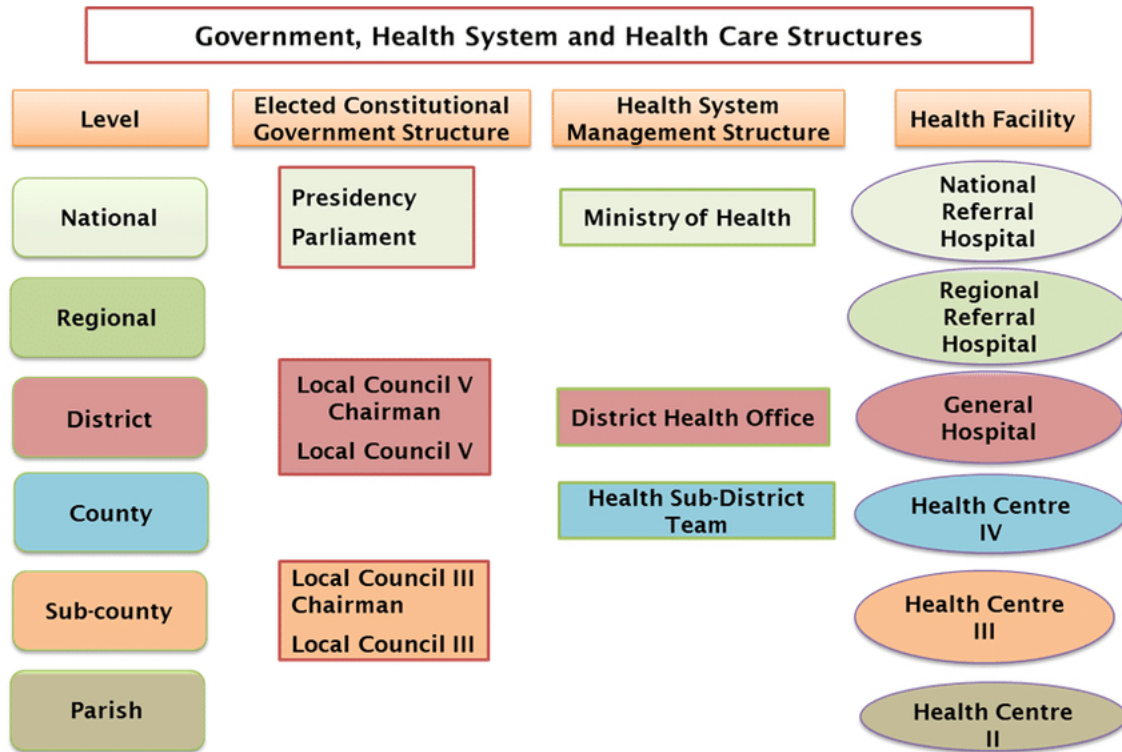 Government, Health System and Health Care Structures
Level
Elected Constitutional
Government Structure
Health System
Management Structure
Health Facility
National
Presidency
Parliament
Ministry of Health
National
Referral
Hospital
Regional
Regional
Referral
Hospital
District
Local Council V
Chairman
Local Council V
District Health Office
General
Hospital
County
Health Sub-District
Team
Health Centre
IV
Sub-county
Local Council III
Chairman
Local Council III
Health Centre
III
Parish
Health Centre
II